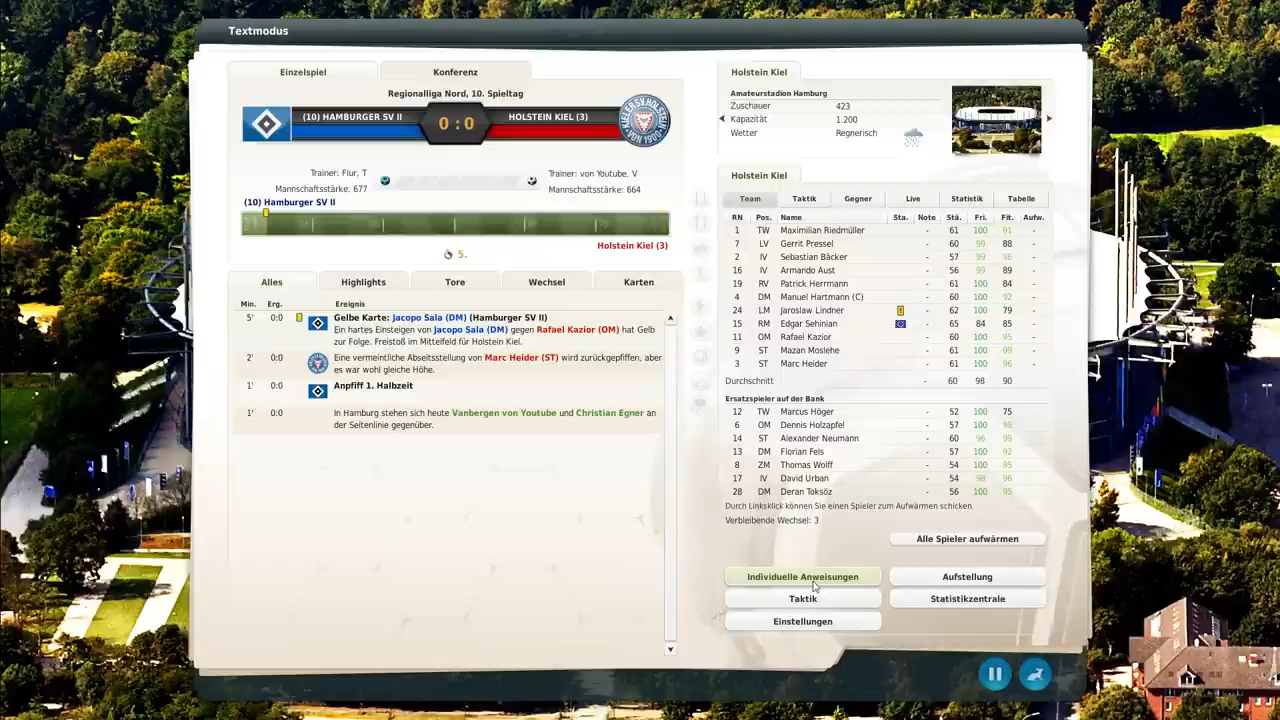 Textmodus
Einzelspiel
Konferenz
Regionalliga Nord, 10. Spieltag
(10) HAMBURGER SV II
0 : 0
HOLSTEIN KIEL (3)
Trainer: Flur, T
Mannschaftsstärke: 677
Trainer: von Youtube, V
Mannschaftsstärke: 664
(10) Hamburger SV II
Holstein Kiel (3)
5.
Alles
Highlights
Tore
Wechsel
Karten
Min. Erg. Ereignis
5' 0:0 Gelbe Karte: Jacopo Sala (DM) (Hamburger SV II)
Ein hartes Einsteigen von Jacopo Sala (DM) gegen Rafael Kazior (OM) hat Gelb
zur Folge. Freistoß im Mittelfeld für Holstein Kiel.
2' 0:0 Eine vermeintliche Abseitsstellung von Marc Heider (ST) wird zurückgepfiffen, aber
es war wohl gleiche Höhe.
1' 0:0 Anpfiff 1. Halbzeit
1' 0:0 In Hamburg stehen sich heute Vanbergen von Youtube und Christian Egner an
der Seitenlinie gegenüber.
Holstein Kiel
Amateurstadion Hamburg
Zuschauer 423
Kapazität 1.200
Wetter Regnerisch
Holstein Kiel
Team Taktik Gegner Live Statistik Tabelle
RN Pos. Name Sta. Note Stä. Fri. Fit. Aufw.
1 TW Maximilian Riedmüller - 61 100 91 -
7 LV Gerrit Pressel - 60 99 88 -
2 IV Sebastian Bäcker - 57 99 96 -
16 IV Armando Aust - 56 99 89 -
19 RV Patrick Herrmann - 61 100 84 -
4 DM Manuel Hartmann (C) - 60 100 92 -
24 LM Jaroslaw Lindner - 62 100 79 -
15 RM Edgar Sehinian - 65 84 85 -
11 OM Rafael Kazior - 60 100 95 -
9 ST Mazan Moslehe - 61 100 99 -
3 ST Marc Heider - 61 100 96 -
Durchschnitt - 60 98 90
Ersatzspieler auf der Bank
12 TW Marcus Höger - 52 100 75
6 OM Dennis Holzapfel - 57 100 99
14 ST Alexander Neumann - 60 96 99
13 DM Florian Fels - 57 100 92
8 ZM Thomas Wolff - 54 100 95
17 IV David Urban - 54 98 96
28 DM Deran Toksöz - 56 100 95
Durch Linksklick können Sie einen Spieler zum Aufwärmen schicken.
Verbleibende Wechsel: 3
Alle Spieler aufwärmen
Individuelle Anweisungen
Aufstellung
Taktik
Statistikzentrale
Einstellungen